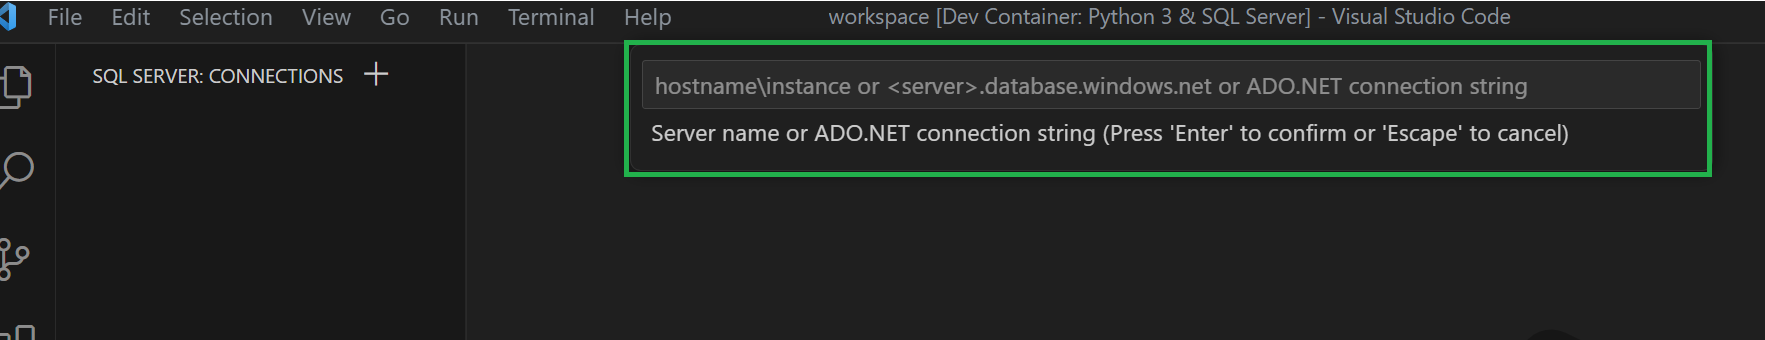 File Edit Selection View Go Run Terminal Help workspace [Dev Container: Python 3 & SQL Server] - Visual Studio Code
SQL SERVER: CONNECTIONS
hostname\instance or <server>.database.windows.net or ADO.NET connection string
Server name or ADO.NET connection string (Press 'Enter' to confirm or 'Escape' to cancel)